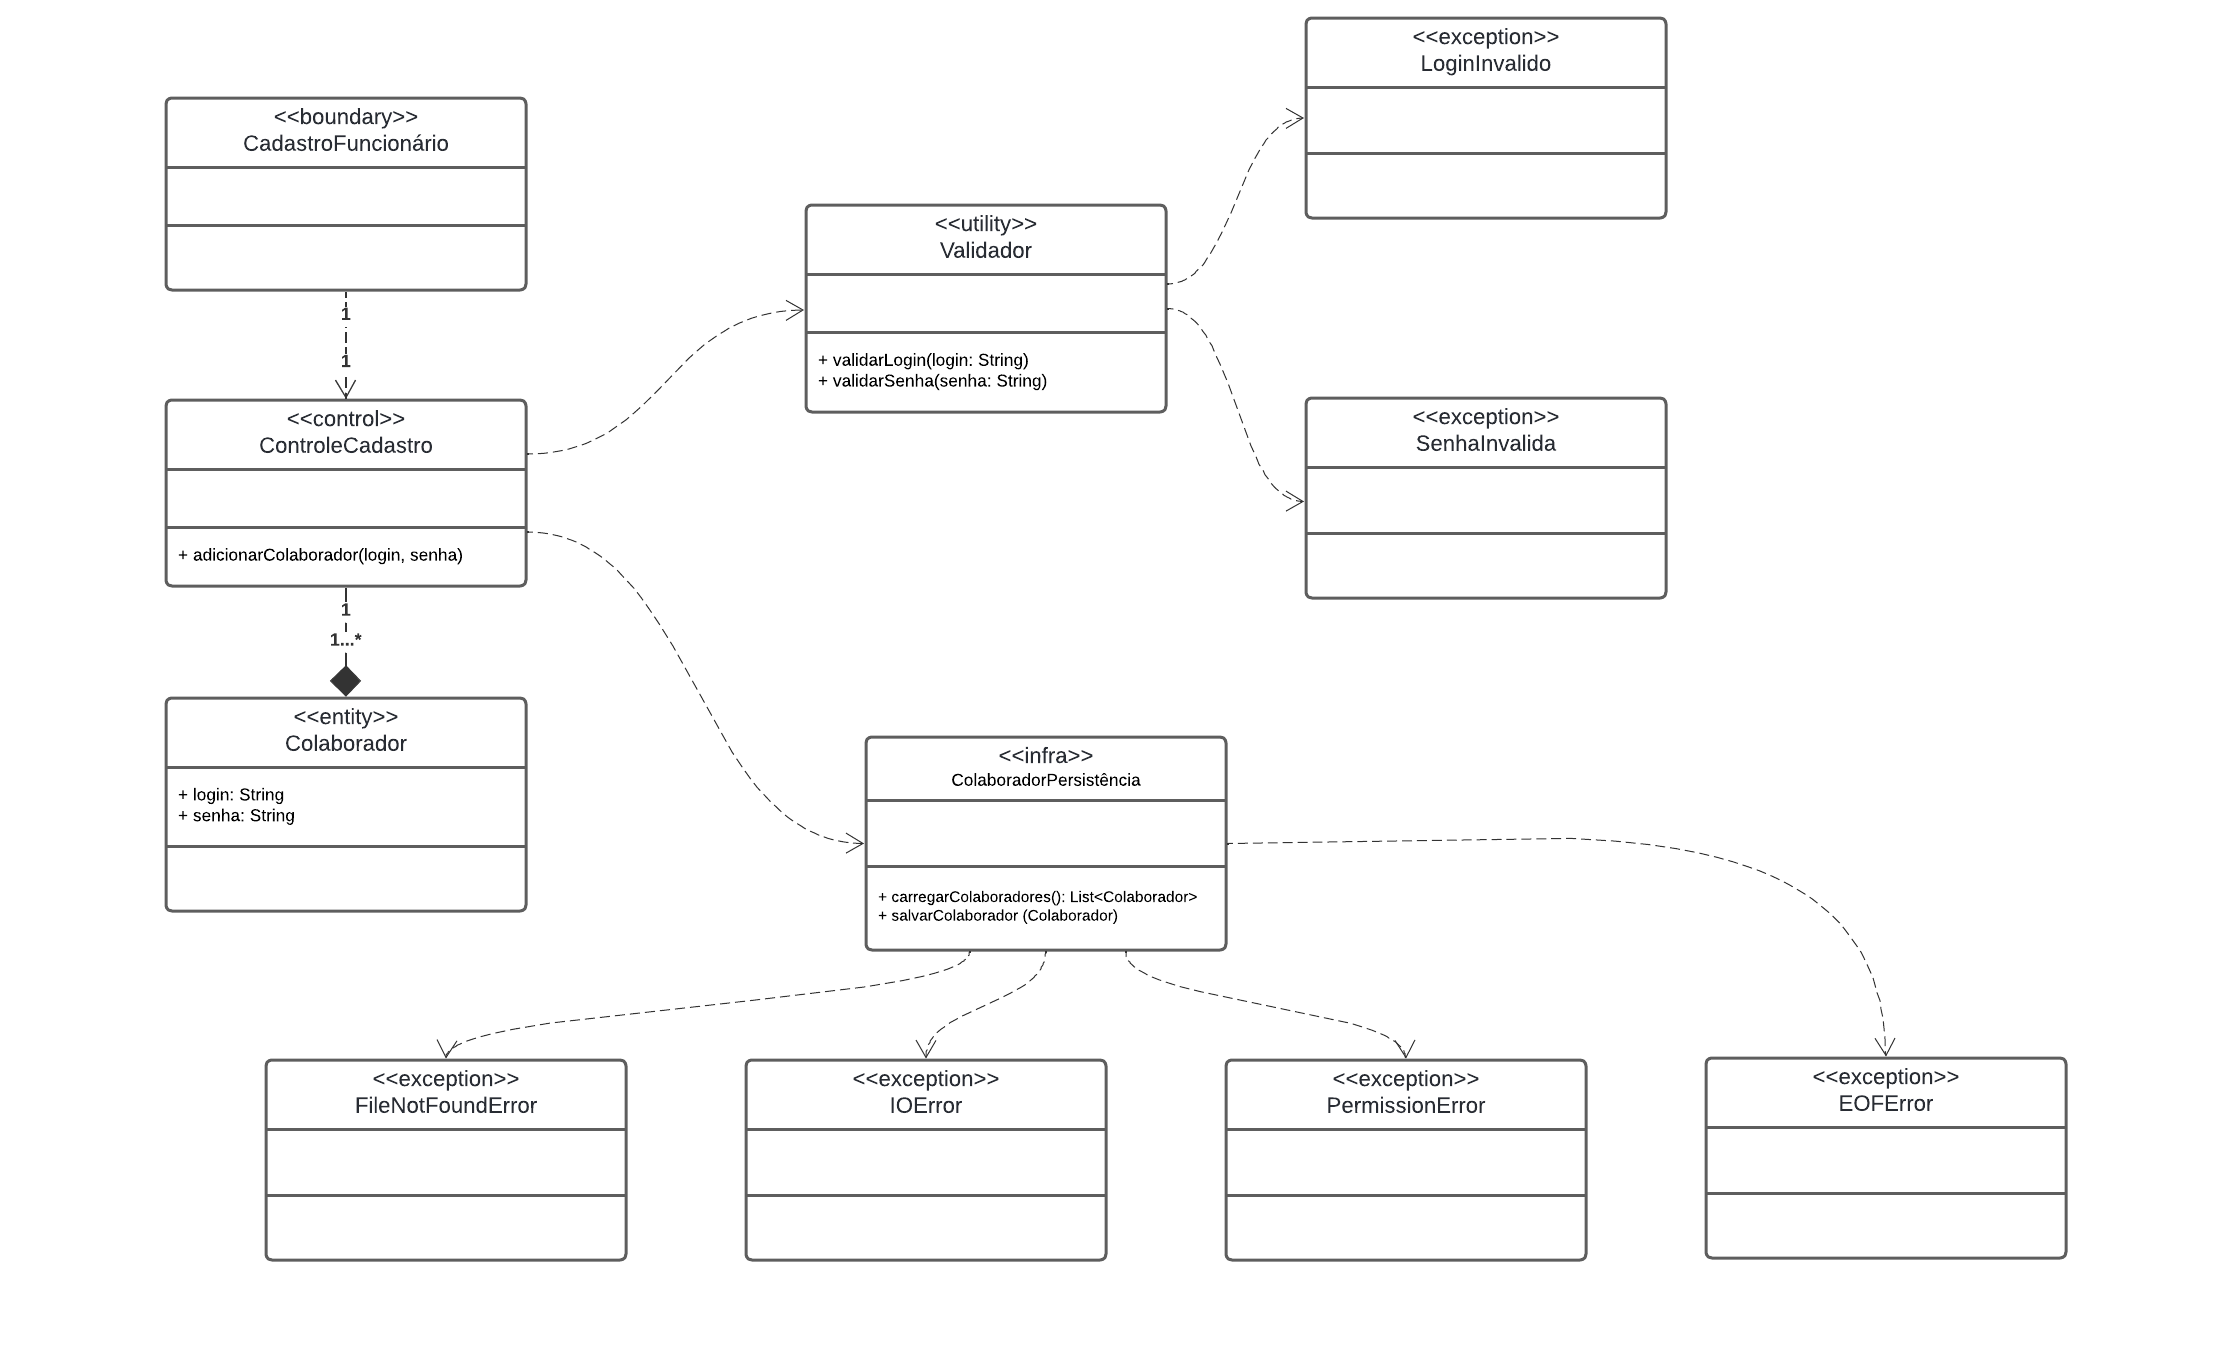 <<exception>>
LoginInvalido
<<boundary>>
CadastroFuncionário
1
1
<<utility>>
Validador
+ validarLogin(login: String)
+ validarSenha(senha: String)
<<control>>
ControleCadastro
+ adicionarColaborador(login, senha)
<<exception>>
SenhaInvalida
1
1...*
<<entity>>
Colaborador
+ login: String
+ senha: String
<<infra>>
ColaboradorPersistência
+ carregarColaboradores(): List<Colaborador>
+ salvarColaborador (Colaborador)
<<exception>>
FileNotFoundError
<<exception>>
IOError
<<exception>>
PermissionError
<<exception>>
EOFError